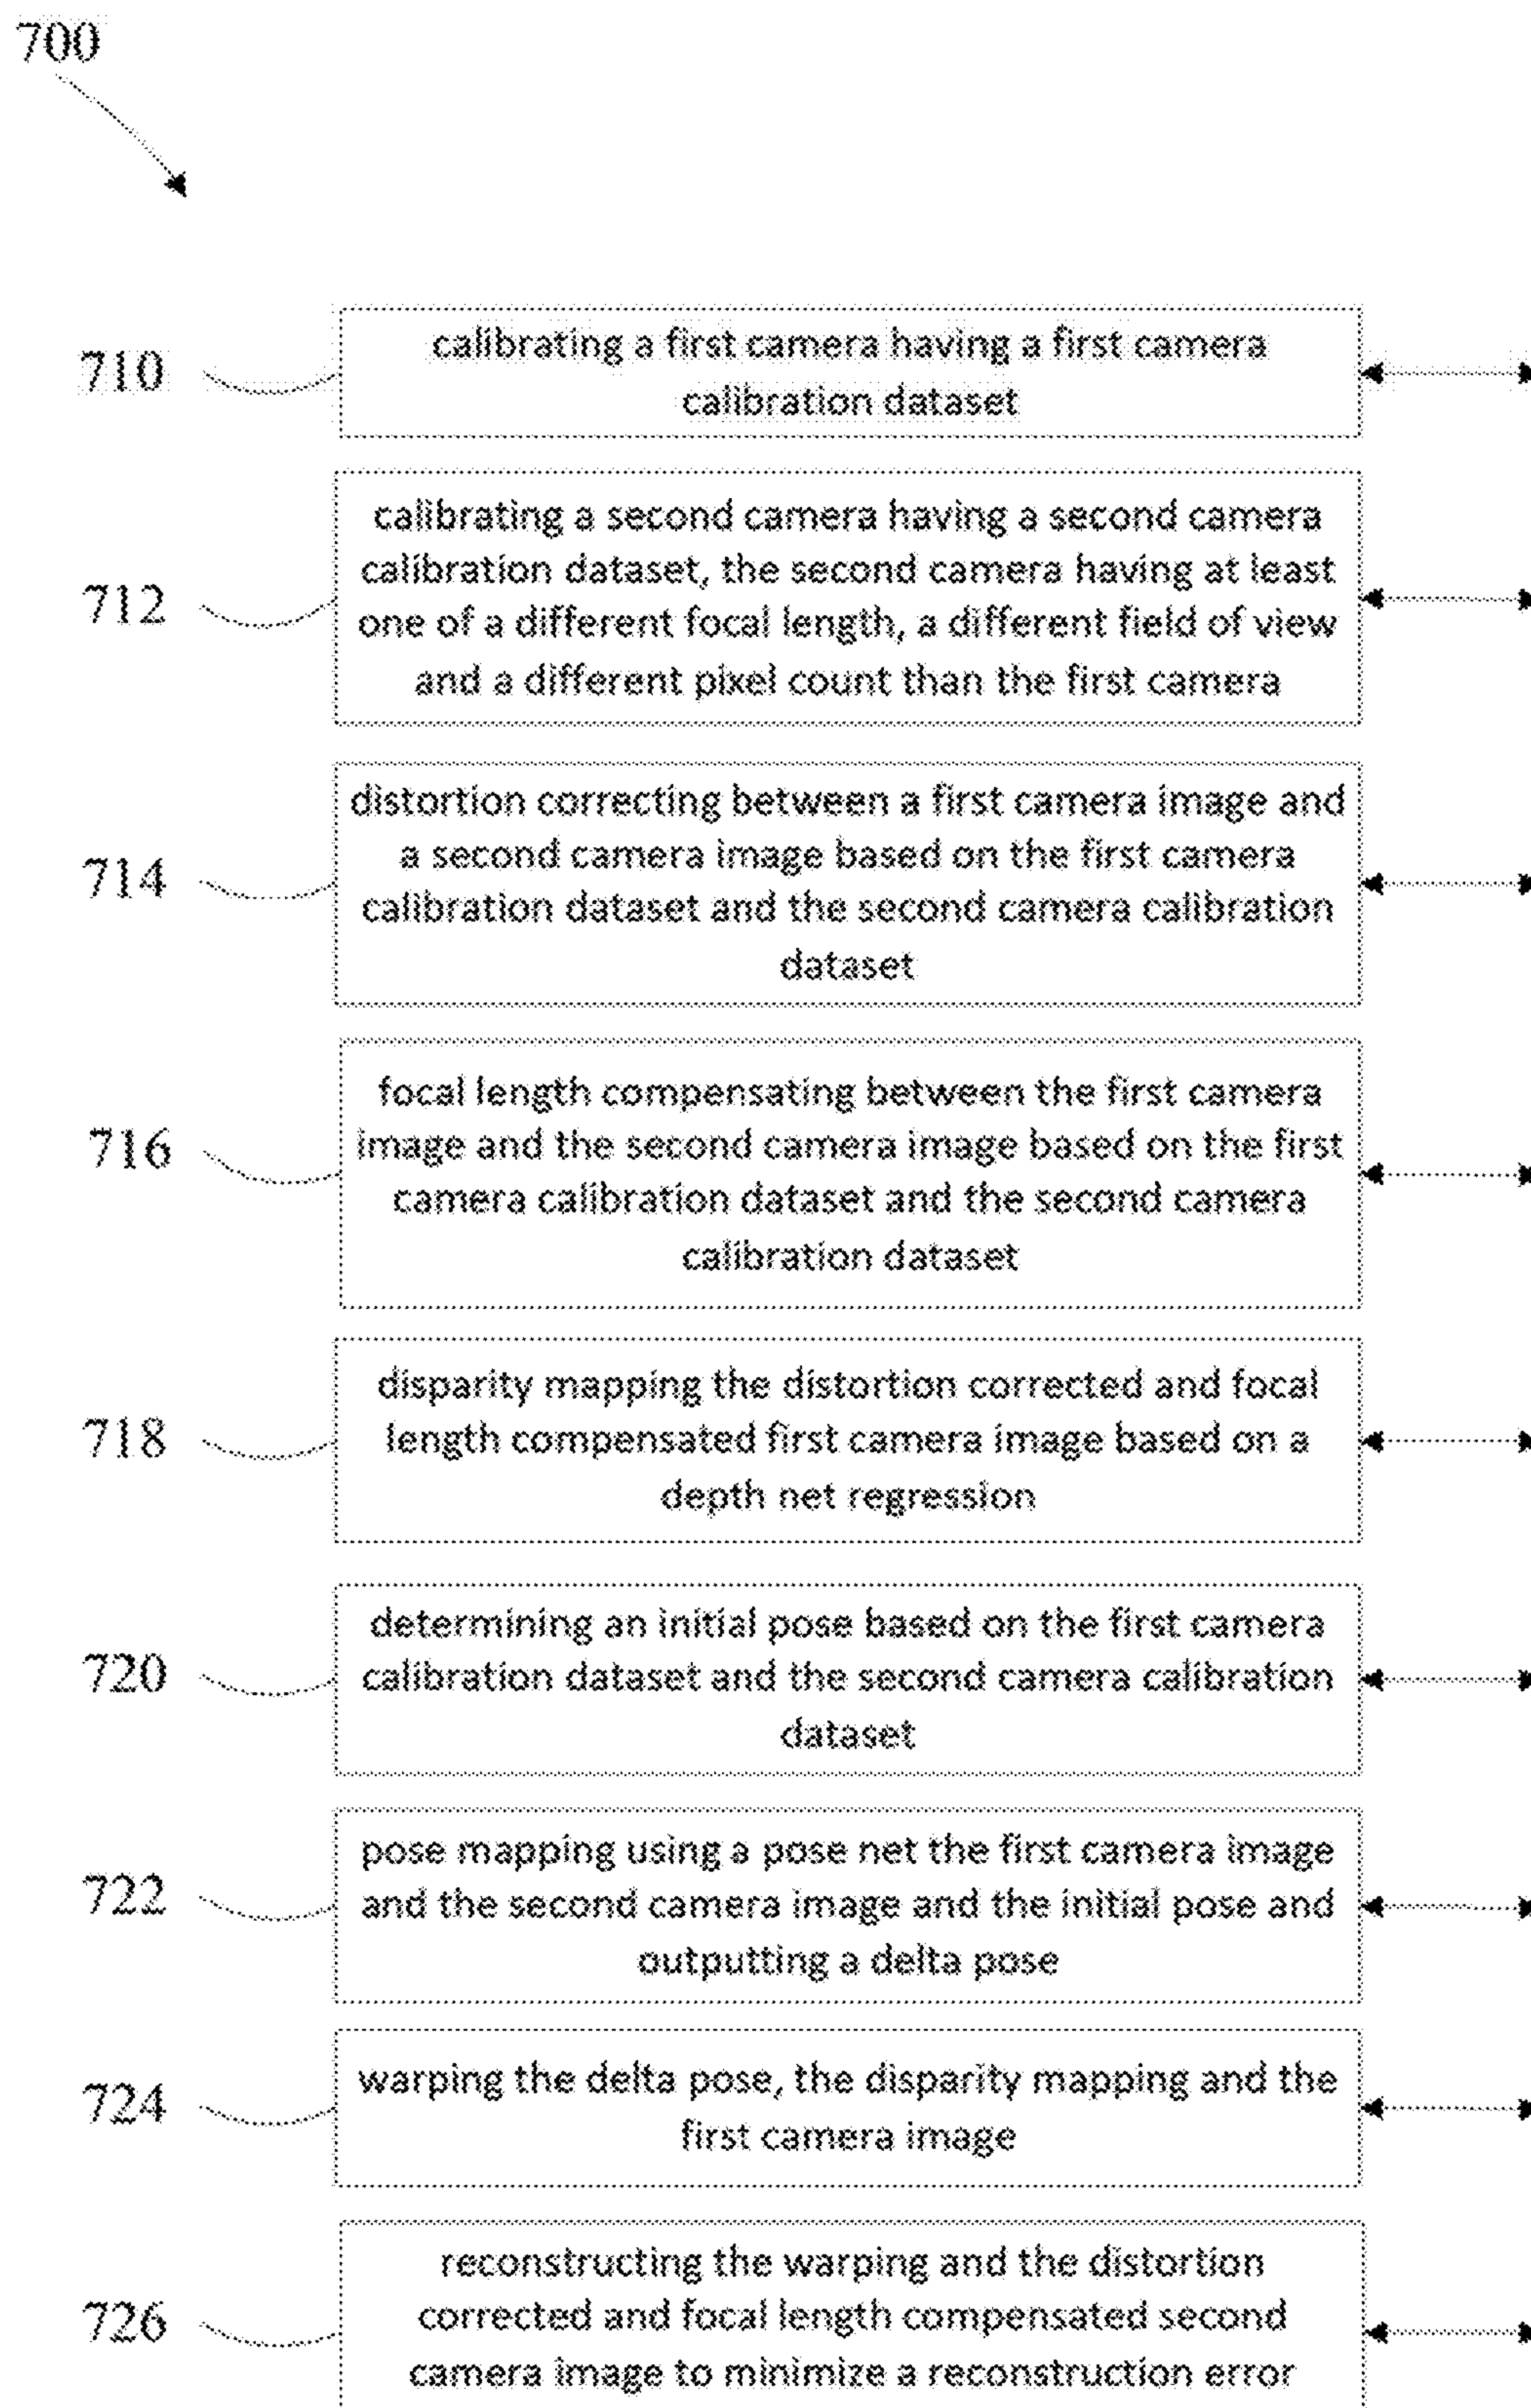 700
710
calibrating a first camera having a first camera
calibration dataset
712
calibrating a second camera having a second camera
calibration dataset, the second camera having at least
one of a different focal length, a different field of view
and a different pixel count than the first camera
714
distortion correcting between a first camera image and
a second camera image based on the first camera
calibration dataset and the second camera calibration
dataset
716
focal length compensating between the first camera
image and the second camera image based on the first
camera calibration dataset and the second camera
calibration dataset
718
disparity mapping the distortion corrected and focal
length compensated first camera image based on a
depth net regression
720
determining an initial pose based on the first camera
calibration dataset and the second camera calibration
dataset
722
pose mapping using a pose net the first camera image
and the second camera image and the initial pose and
outputting a delta pose
724
warping the delta pose, the disparity mapping and the
first camera image
726
reconstructing the warping and the distortion
corrected and focal length compensated second
camera image to minimize a reconstruction error